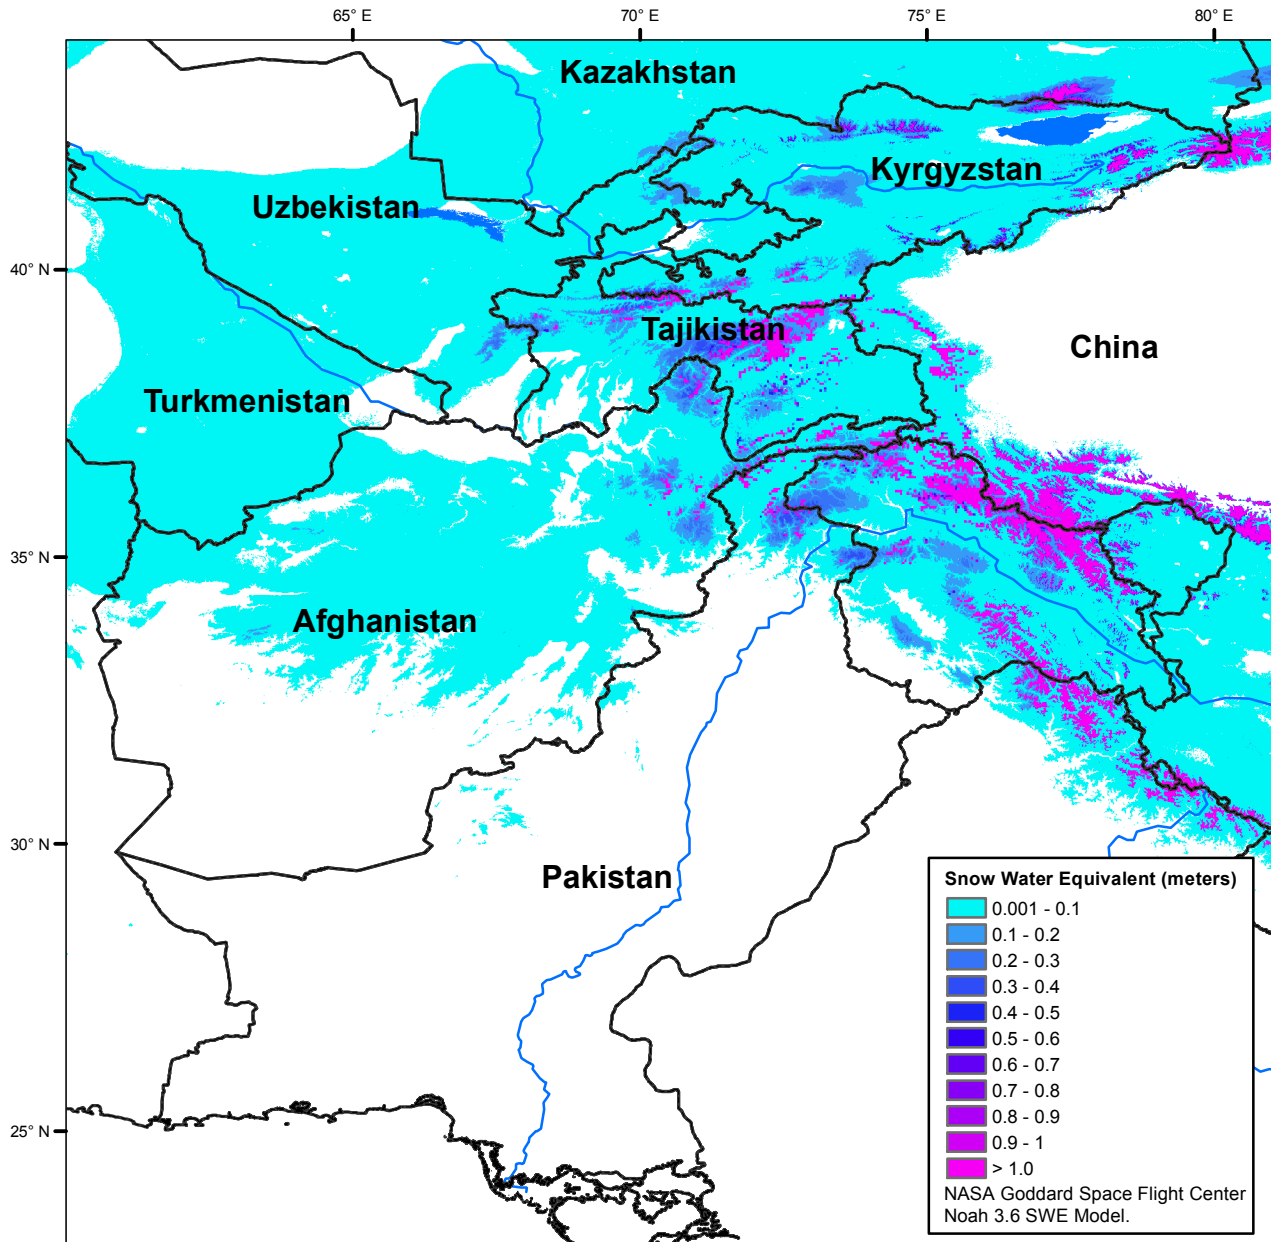 65° E
70° E
75° E
80° E
Kazakhstan
Kyrgyzstan
Uzbekistan
40° N
Tajikistan
China
Turkmenistan
35° N
Afghanistan
30° N
Pakistan
25° N
Snow Water Equivalent (meters)
0.001 - 0.1
0.1 - 0.2
0.2 - 0.3
0.3 - 0.4
0.4 - 0.5
0.5 - 0.6
0.6 - 0.7
0.7 - 0.8
0.8 - 0.9
0.9 - 1
> 1.0
NASA Goddard Space Flight Center
Noah 3.6 SWE Model.